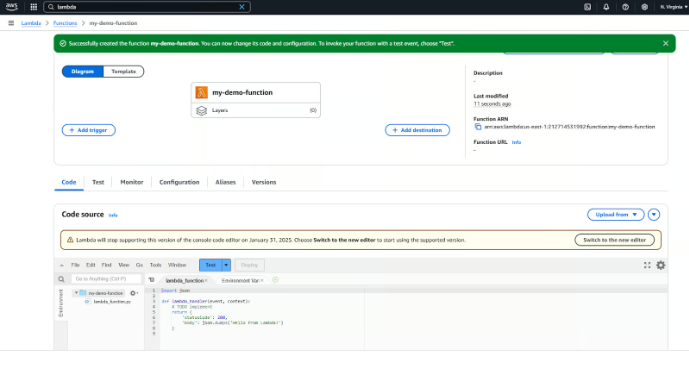 aws lambda N. Virginia
Lambda > Functions > my-demo-function
Successfully created the function my-demo-function. You can now change its code and configuration. To invoke your function with a test event, choose "Test".
Diagram Template
my-demo-function
Layers (0)
+ Add trigger
+ Add destination
Description
-
Last modified
11 seconds ago
Function ARN
arn:aws:lambda:us-east-1:212714531992:function:my-demo-function
Function URL Info
-
Code Test Monitor Configuration Aliases Versions
Code source Info
Upload from
Lambda will stop supporting this version of the console code editor on January 31, 2025. Choose Switch to the new editor to start using the supported version.
Switch to the new editor
File Edit Find View Go Tools Window Test Deploy
Go to Anything (Ctrl-P)
lambda_function
Environment Var
Environment
my-demo-function
lambda_function.py
1 import json
2
3 def lambda_handler(event, context):
4 # TODO implement
5 return {
6 'statusCode': 200,
7 'body': json.dumps('Hello from Lambda!')
8 }
9